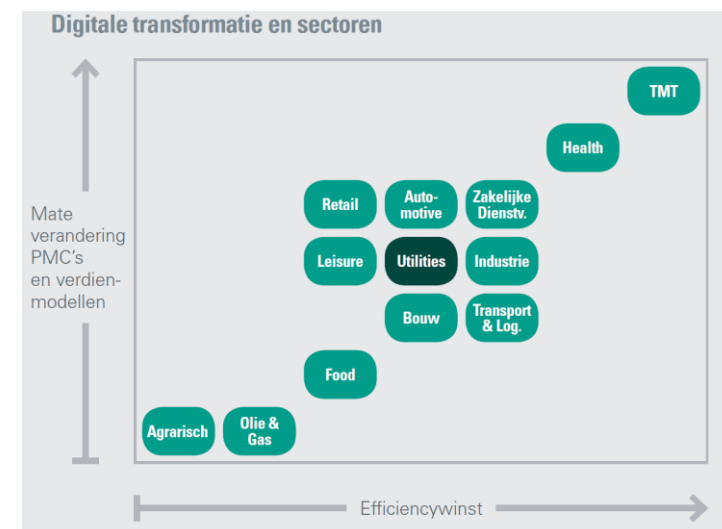 Digitale transformatie en sectoren
TMT
Health
Retail
Auto-
motive
Zakelijke
Dienstv.
Mate
verandering
PMC's
en verdien-
modellen
Leisure
Utilities
Industrie
Bouw
Transport
& Log.
Food
Agrarisch
Olie &
Gas
Efficiencywinst